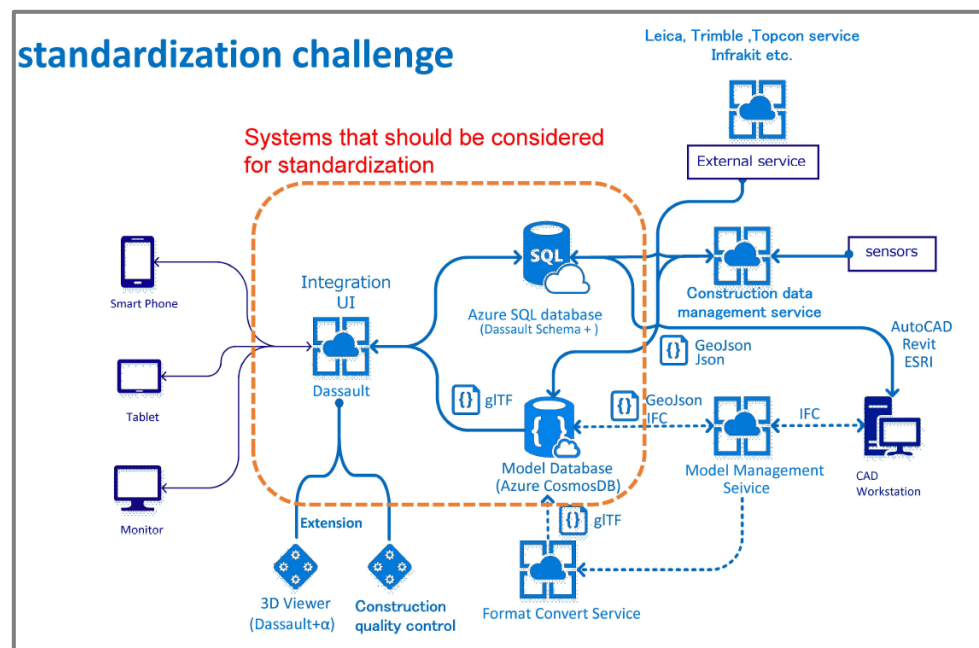 standardization challenge
Leica, Trimble ,Topcon service
Infrakit etc.
External service
Systems that should be considered
for standardization
SQL
sensors
Smart Phone
Integration
UI
Azure SQL database
(Dassault Schema + )
Construction data
management service
AutoCAD
Revit
ESRI
{}
GeoJson
Json
Dassault
{}
glTF
Tablet
{}
GeoJson
IFC
IFC
{ }
Model Database
(Azure CosmosDB)
Model Management
Seivice
CAD
Workstation
Monitor
Extension
{}
glTF
3D Viewer
(Dassault+α)
Construction
quality control
Format Convert Service